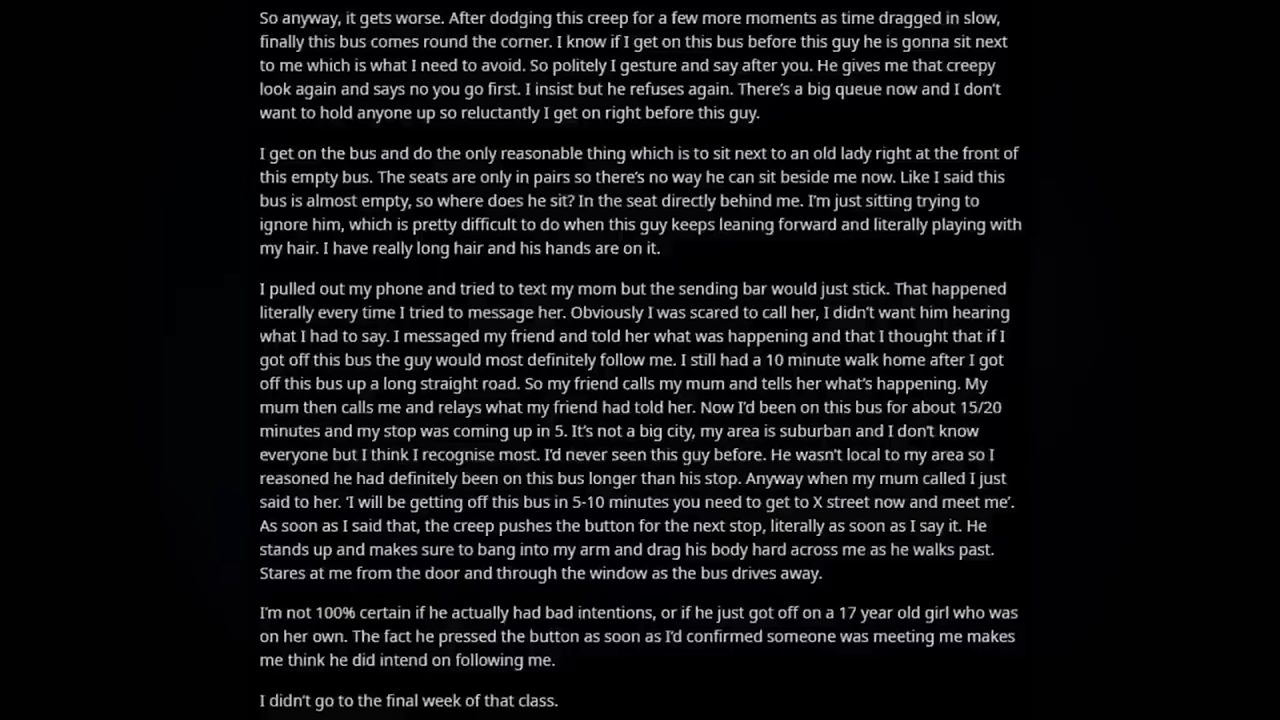 So anyway, it gets worse. After dodging this creep for a few more moments as time dragged in slow,
finally this bus comes round the corner. I know if I get on this bus before this guy he is gonna sit next
to me which is what I need to avoid. So politely I gesture and say after you. He gives me that creepy
look again and says no you go first. I insist but he refuses again. There's a big queue now and I don't
want to hold anyone up so reluctantly I get on right before this guy.
I get on the bus and do the only reasonable thing which is to sit next to an old lady right at the front of
this empty bus. The seats are only in pairs so there's no way he can sit beside me now. Like I said this
bus is almost empty, so where does he sit? In the seat directly behind me. I'm just sitting trying to
ignore him, which is pretty difficult to do when this guy keeps leaning forward and literally playing with
my hair. I have really long hair and his hands are on it.
I pulled out my phone and tried to text my mom but the sending bar would just stick. That happened
literally every time I tried to message her. Obviously I was scared to call her, I didn't want him hearing
what I had to say. I messaged my friend and told her what was happening and that I thought that if I
got off this bus the guy would most definitely follow me. I still had a 10 minute walk home after I got
off this bus up a long straight road. So my friend calls my mum and tells her what's happening. My
mum then calls me and relays what my friend had told her. Now I'd been on this bus for about 15/20
minutes and my stop was coming up in 5. It's not a big city, my area is suburban and I don't know
everyone but I think I recognise most. I'd never seen this guy before. He wasn't local to my area so I
reasoned he had definitely been on this bus longer than his stop. Anyway when my mum called I just
said to her. 'I will be getting off this bus in 5-10 minutes you need to get to X street now and meet me'.
As soon as I said that, the creep pushes the button for the next stop, literally as soon as I say it. He
stands up and makes sure to bang into my arm and drag his body hard across me as he walks past.
Stares at me from the door and through the window as the bus drives away.
I'm not 100% certain if he actually had bad intentions, or if he just got off on a 17 year old girl who was
on her own. The fact he pressed the button as soon as I'd confirmed someone was meeting me makes
me think he did intend on following me.
I didn't go to the final week of that class.